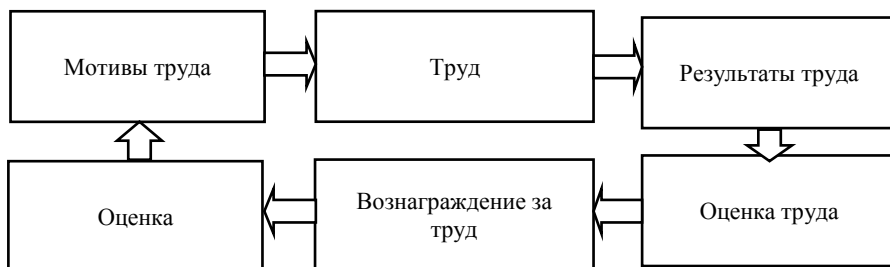 Мотивы труда
Труд
Результаты труда
Оценка
Вознаграждение за
труд
Оценка труда